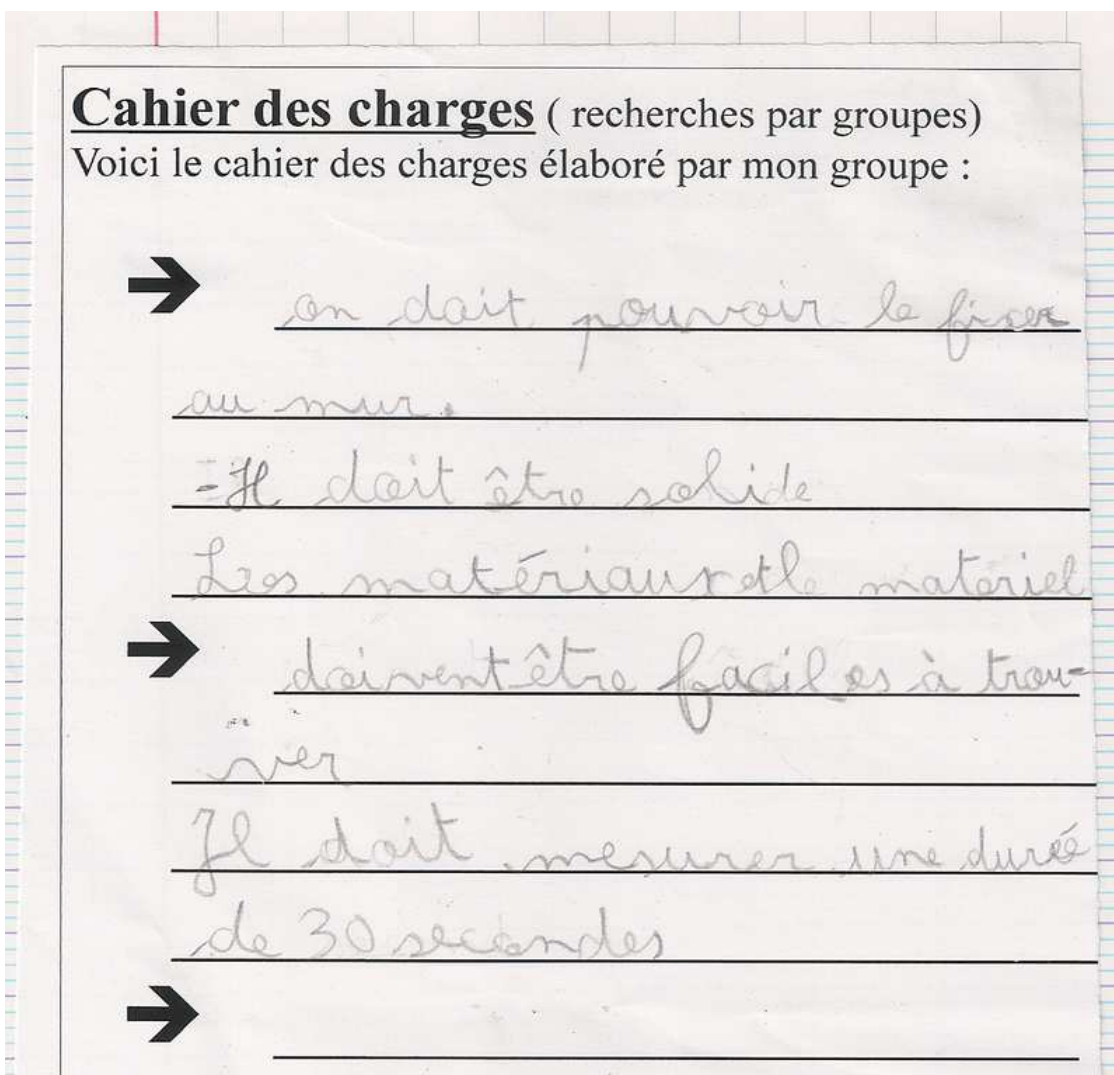 Cahier des charges ( recherches par groupes)
Voici le cahier des charges élaboré par mon groupe :
➔ on doit pouvoir le fixer
au mur.
- Il doit être solide
Les matériaux et le matériel
➔ doivent être faciles à trou-
ver
Il doit mesurer une durée
de 30 secondes
➔